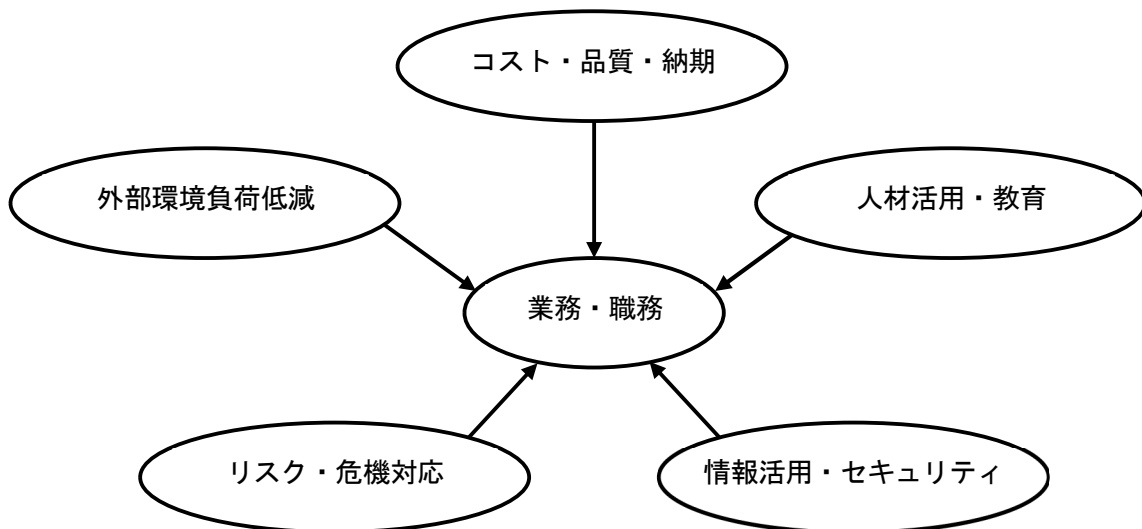 コスト・品質・納期
外部環境負荷低減
人材活用・教育
業務・職務
リスク・危機対応
情報活用・セキュリティ